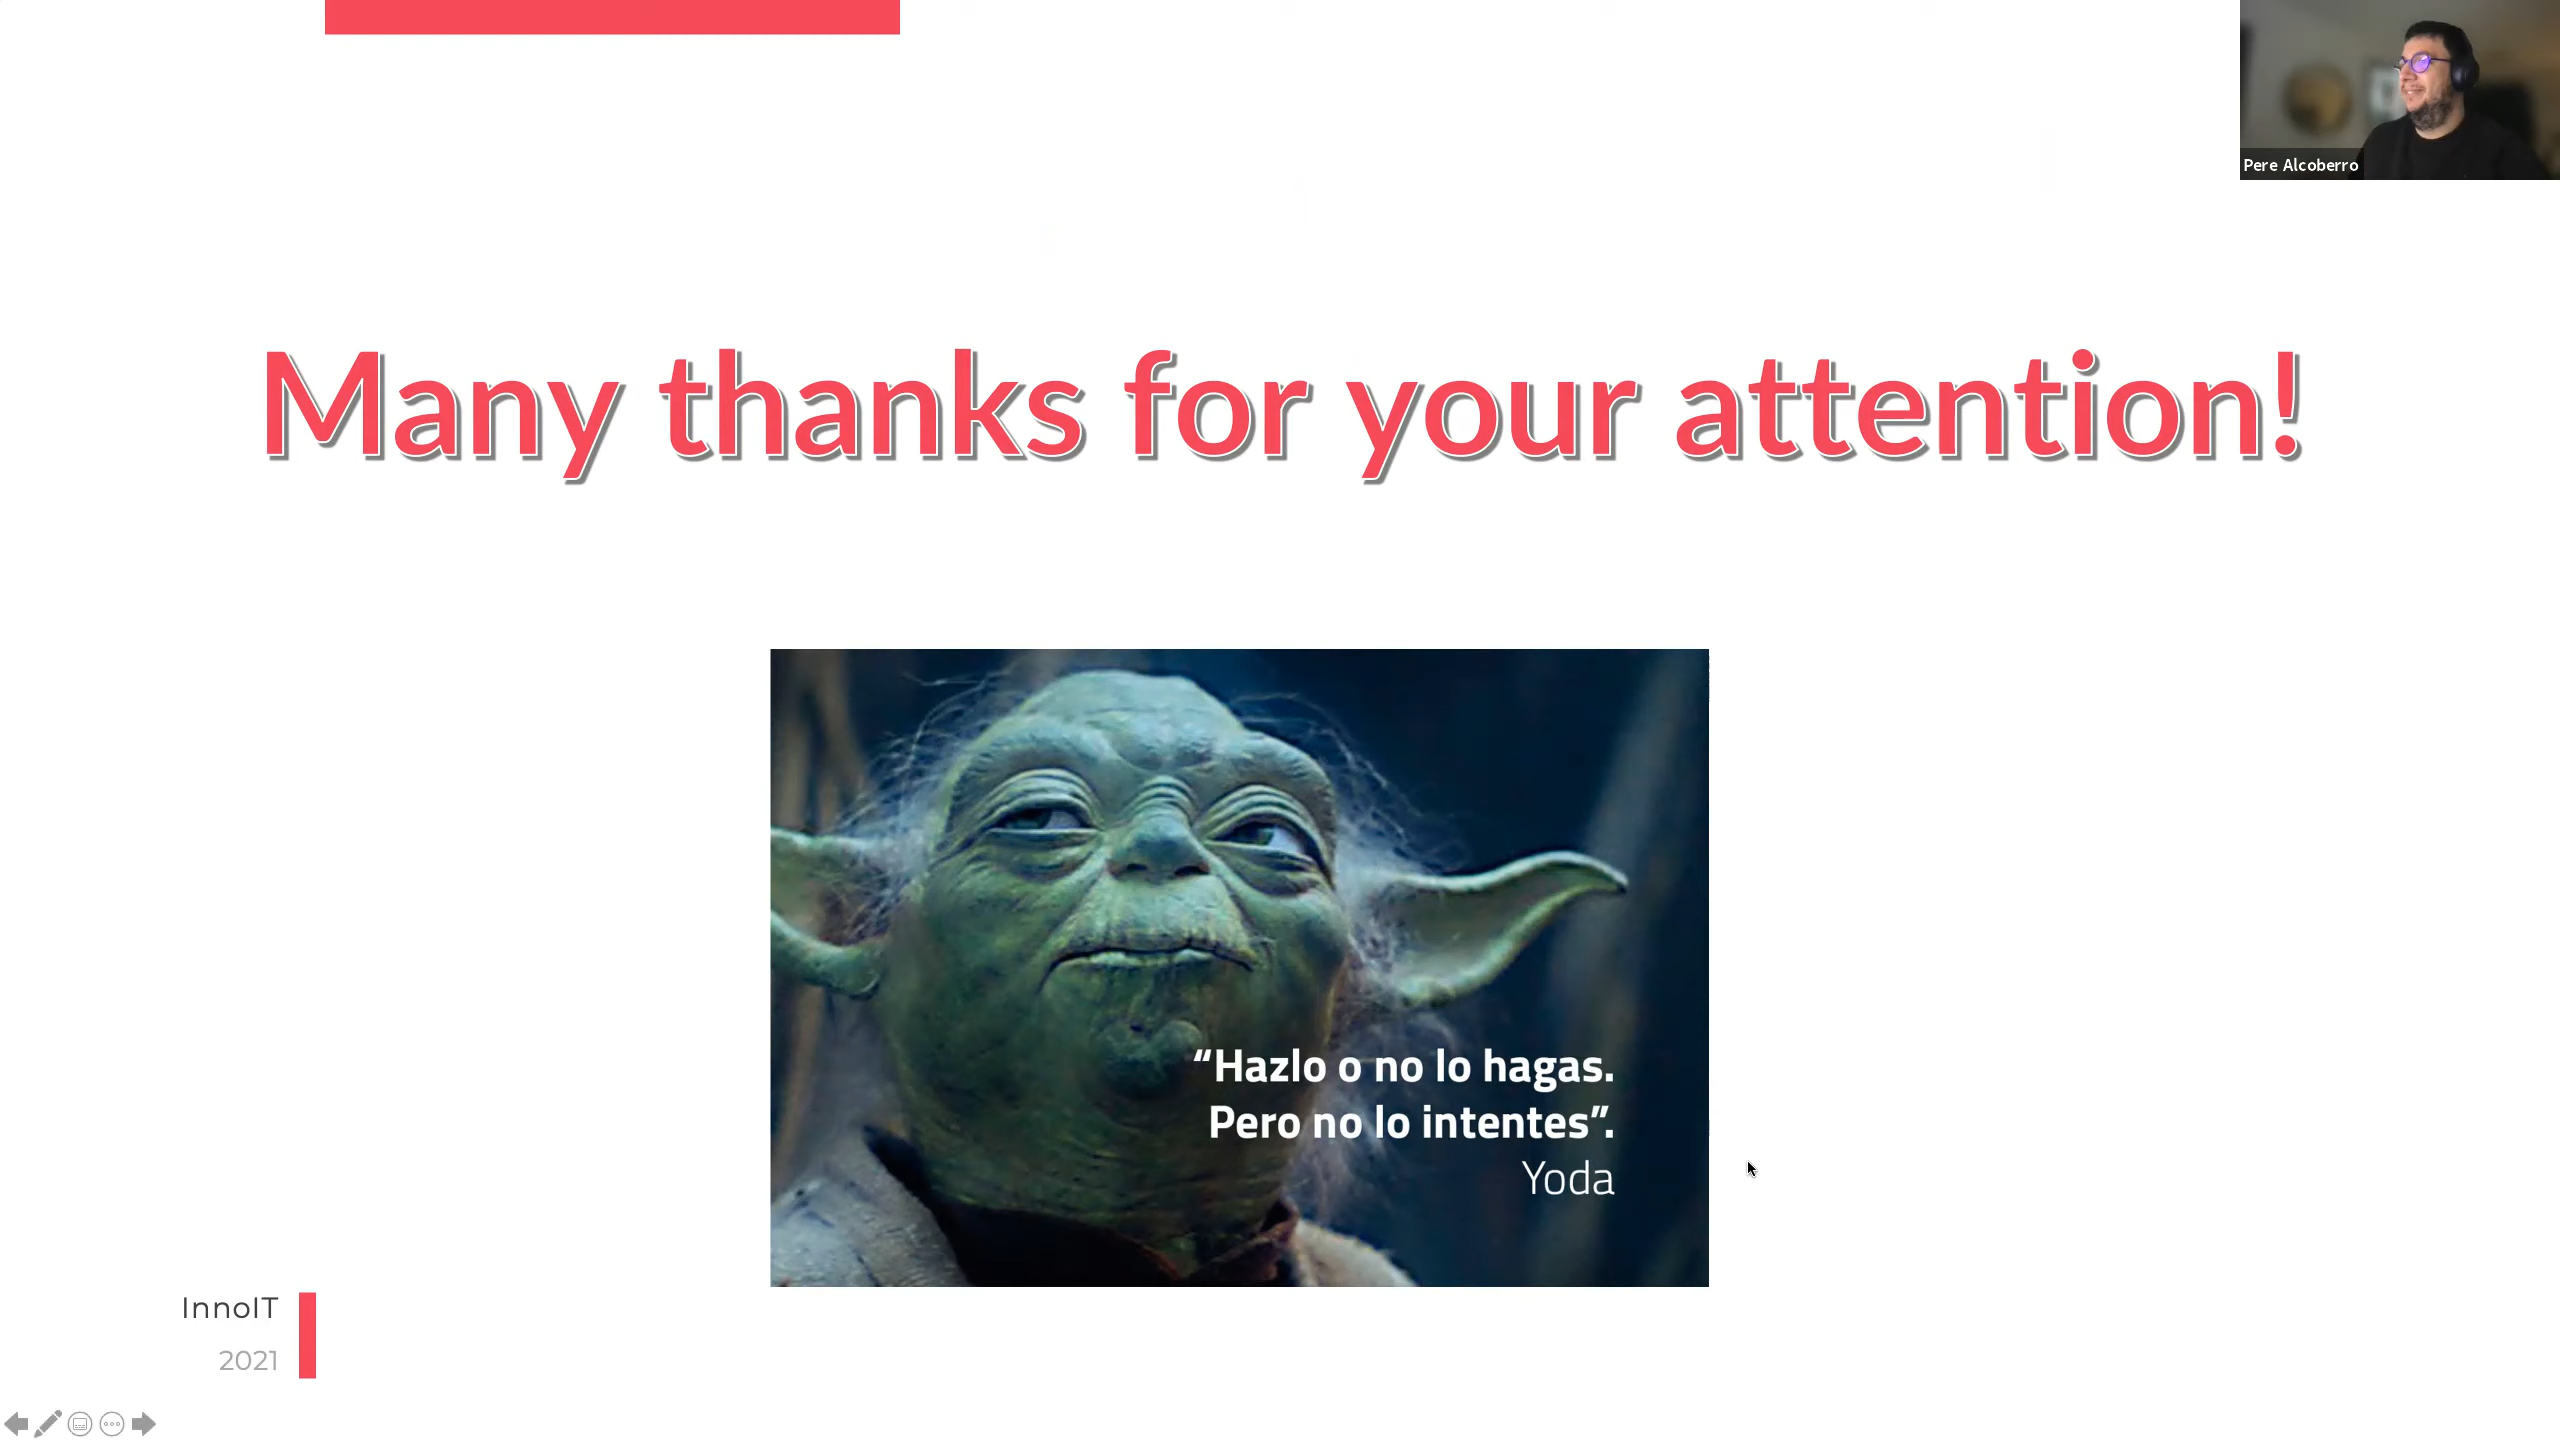 Pere Alcoberro
Many thanks for your attention!
“Hazlo o no lo hagas.
Pero no lo intentes”.
Yoda
InnoIT
2021